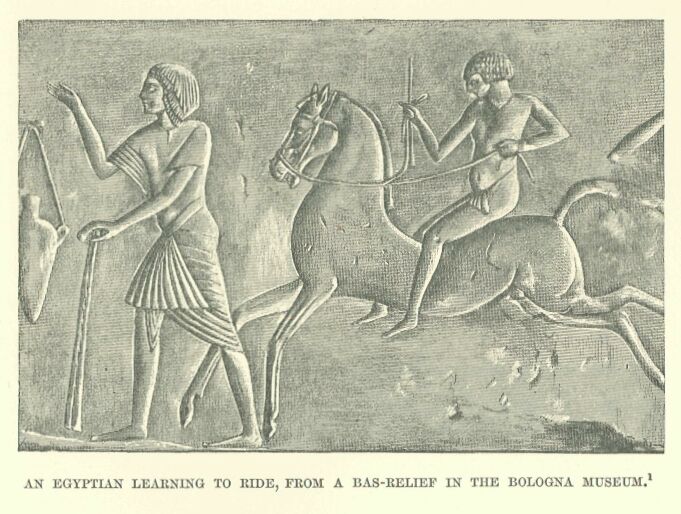 AN EGYPTIAN LEARNING TO RIDE, FROM A BAS-RELIEF IN THE BOLOGNA MUSEUM.¹